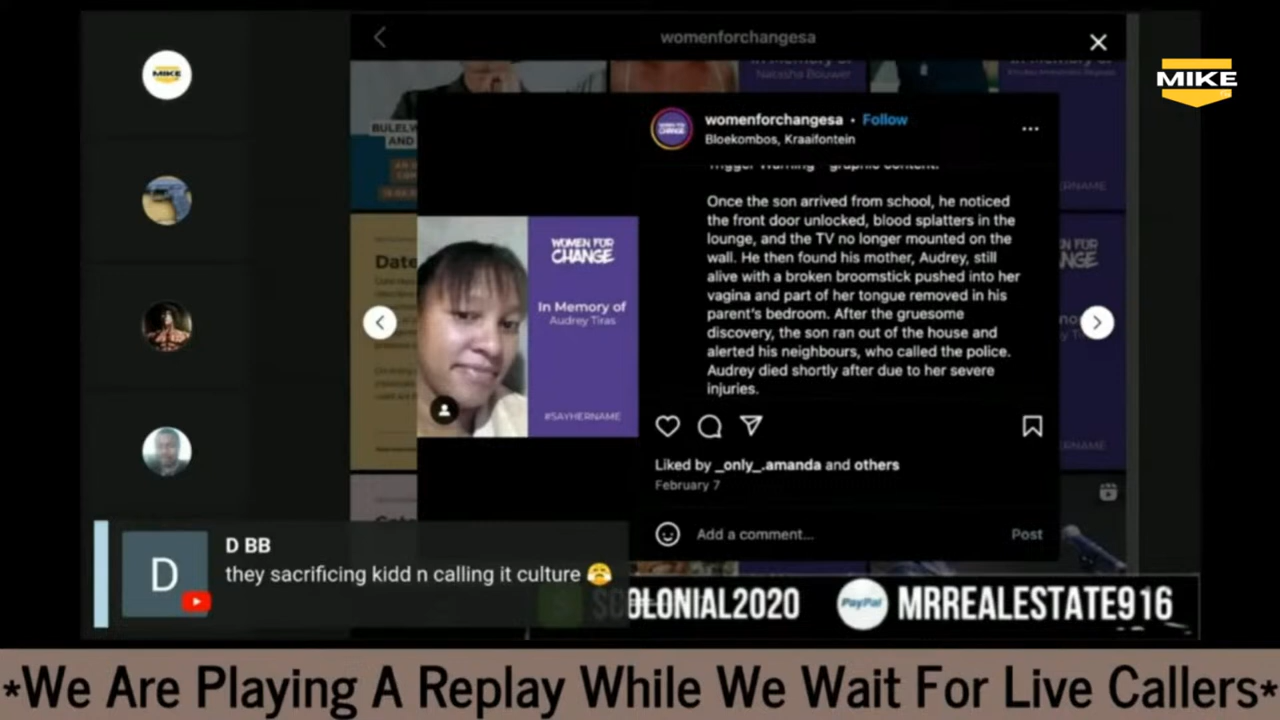 womenforchangesa
MIKE
MIKE
Natasha Bouwer
womenforchangesa • Follow
Bloekombos, Kraaifontein
BULELW
AND
Trigger Warning - graphic content.
Once the son arrived from school, he noticed
the front door unlocked, blood splatters in the
lounge, and the TV no longer mounted on the
wall. He then found his mother, Audrey, still
alive with a broken broomstick pushed into her
vagina and part of her tongue removed in his
parent's bedroom. After the gruesome
discovery, the son ran out of the house and
alerted his neighbours, who called the police.
Audrey died shortly after due to her severe
injuries.
WOMEN FOR
CHANGE
In Memory of
Audrey Tiras
#SAYHERNAME
Date
Liked by _only_.amanda and others
February 7
Add a comment...
Post
D
D BB
they sacrificing kidd n calling it culture
OLONIAL2020
PayPal
MRREALESTATE916
*We Are Playing A Replay While We Wait For Live Callers*